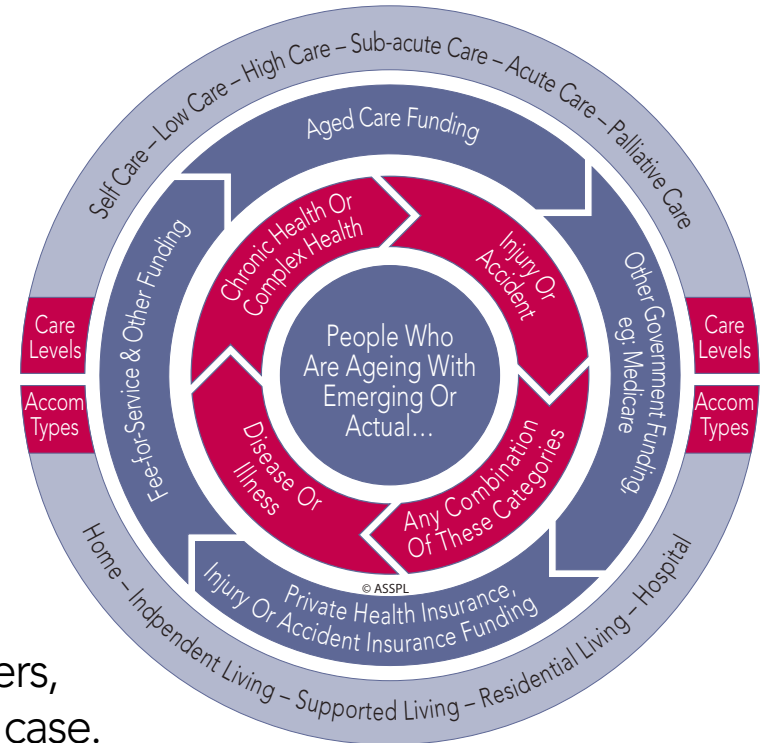 Self Care – Low Care – High Care – Sub-acute Care – Acute Care – Palliative Care
Aged Care Funding
Chronic Health Or
Complex Health
Injury Or
Accident
Other Government Funding,
eg: Medicare
Fee-for-Service & Other Funding
Care
Levels
Care
Levels
People Who
Are Ageing With
Emerging Or
Actual...
Accom
Types
Accom
Types
Disease Or
Illness
Any Combination
Of These Categories
© ASSPL
Private Health Insurance,
Injury Or Accident Insurance Funding
Home – Indpendent Living – Supported Living – Residential Living – Hospital
ers,
case.